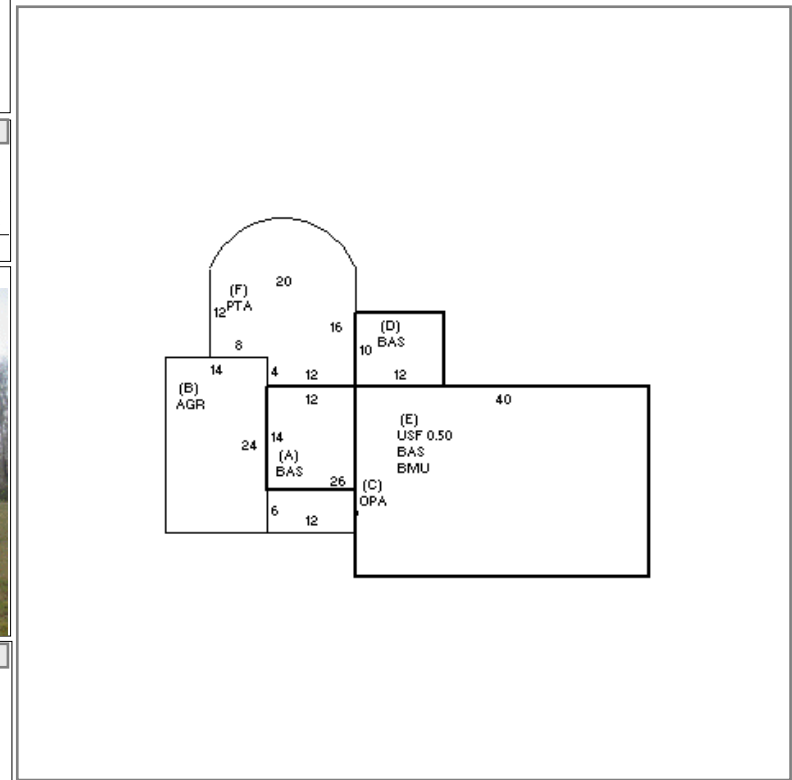 20
(F)
12 PTA
16
(D)
BAS
8
10
14
4
12
12
(B)
AGR
12
40
(E)
USF 0.50
BAS
BMU
24
14
(A)
BAS
26
(C)
OPA
6
12